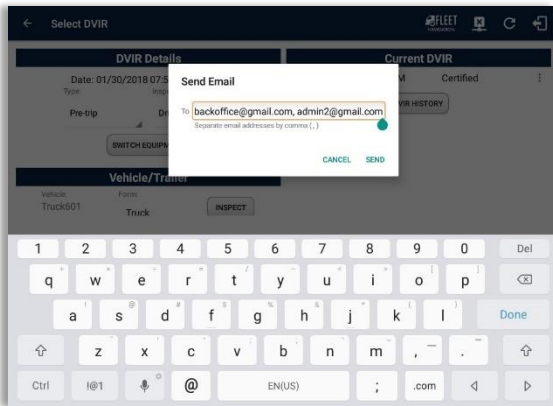 Select DVIR
FLEET
DVIR Details
Current DVIR
Date: 01/30/2018 07:5
Certified
Type:
Pre-trip
SWITCH EQUIPM
VIR HISTORY
Send Email
To backoffice@gmail.com, admin2@gmail.com
Separate email addresses by comma ( , )
CANCEL SEND
Vehicle/Trailer
Vehicle: Form:
Truck601 Truck INSPECT
1 2 3 4 5 6 7 8 9 0 Del
q w e r t y u i o p
a s d f g h j k l Done
z x c v b n m , .
Ctrl !@1 @ EN(US) ; .com